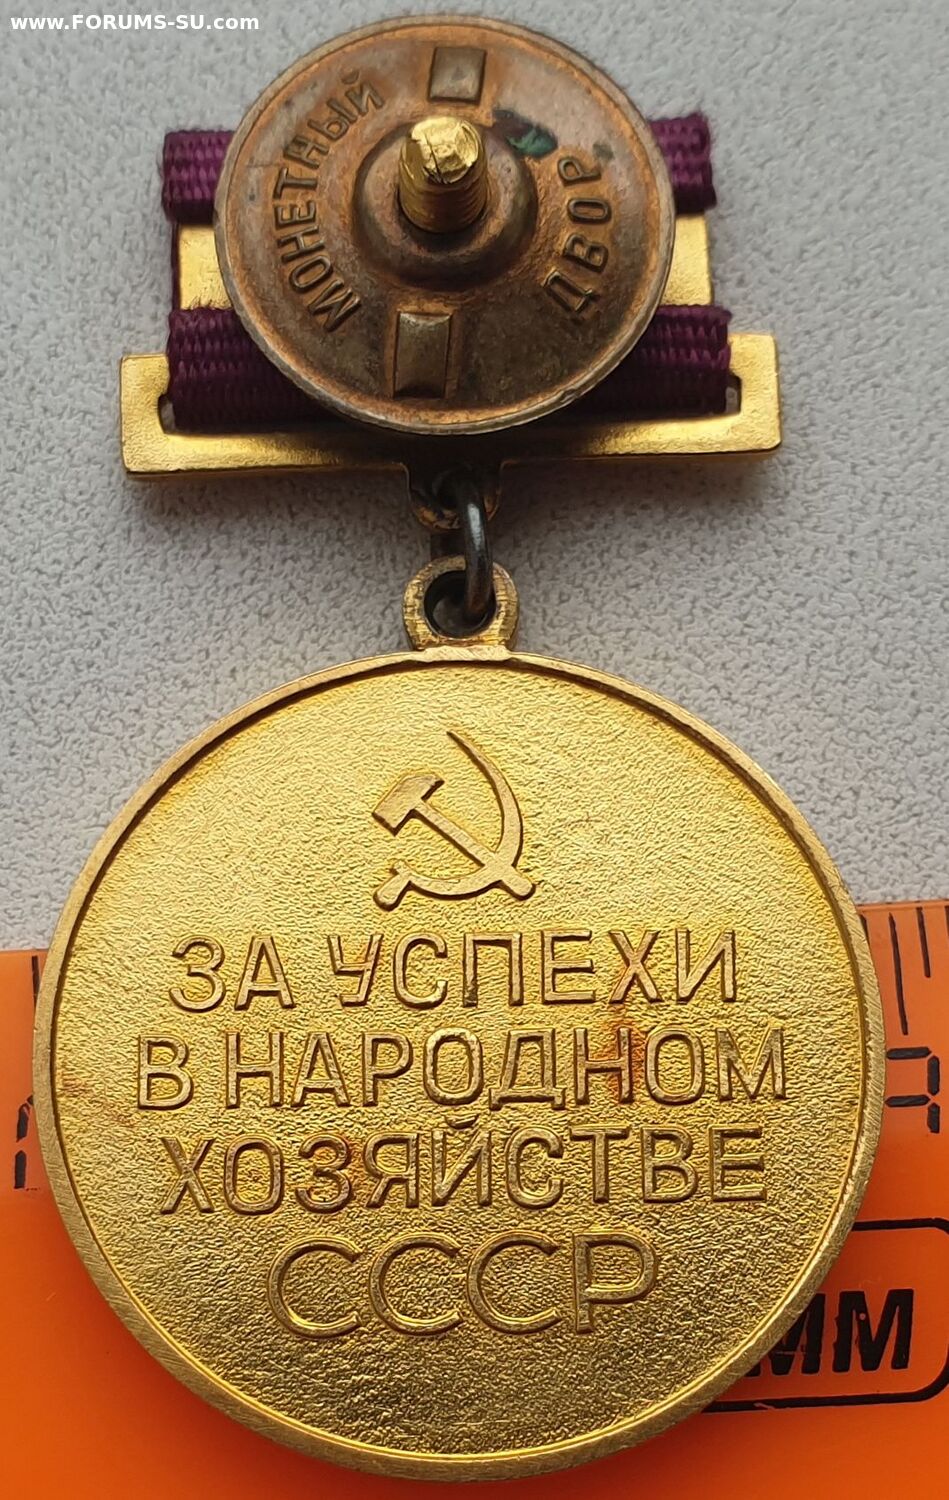 www.FORUMS-SU.com
МОНЕТНЫЙ
ДВОР
ЗА УСПЕХИ
В НАРОДНОМ
ХОЗЯЙСТВЕ
СССР
ММ